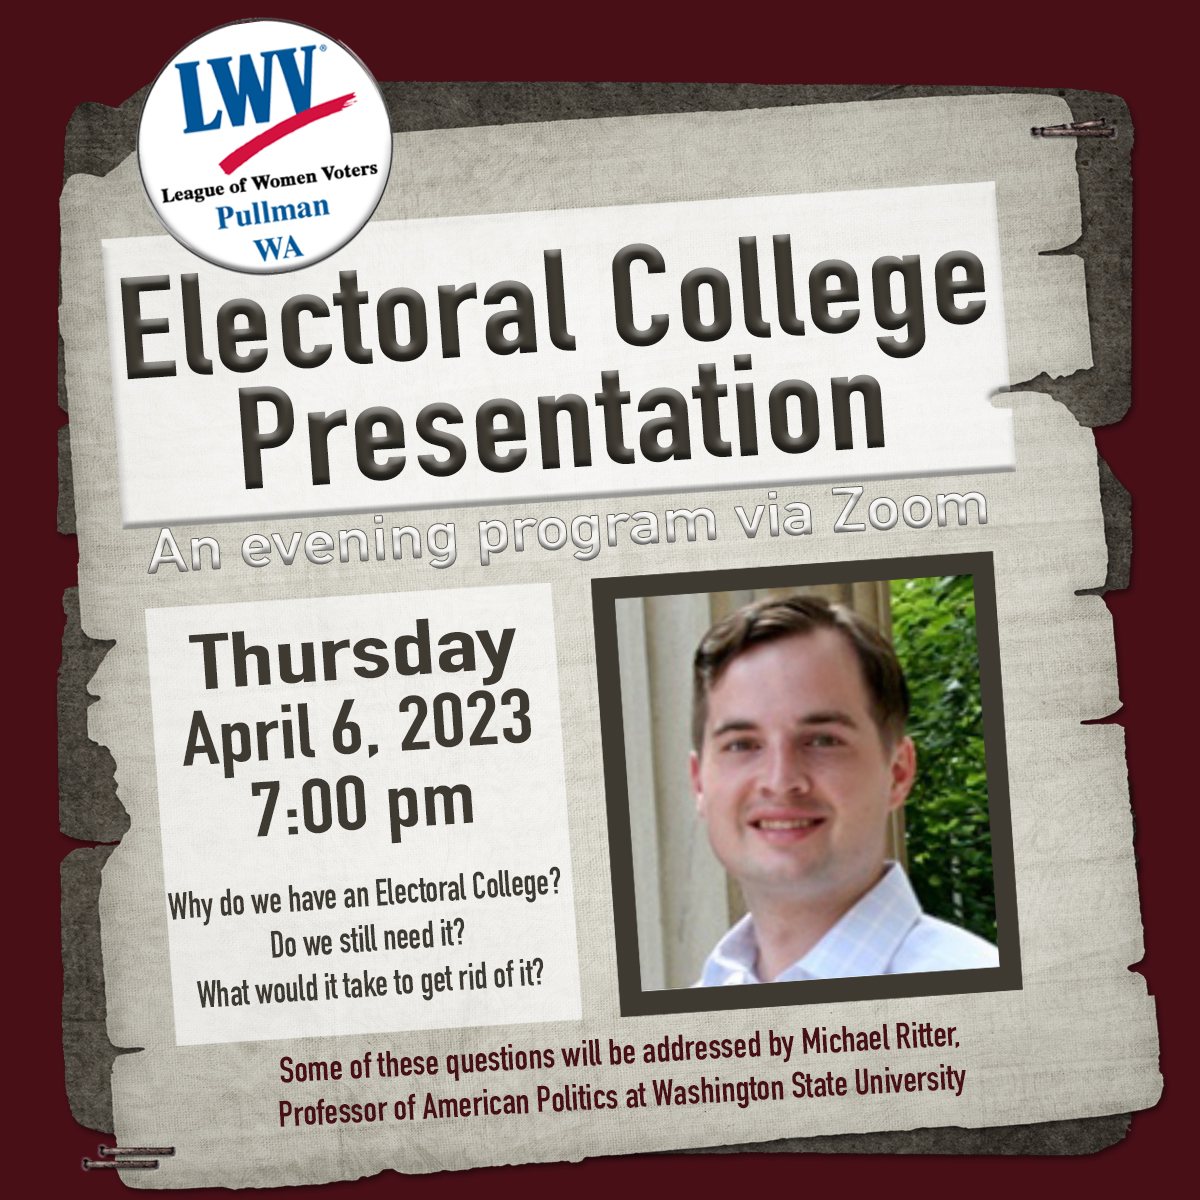 LWV®
League of Women Voters
Pullman
WA
Electoral College
Presentation
An evening program via Zoom
Thursday
April 6, 2023
7:00 pm
Why do we have an Electoral College?
Do we still need it?
What would it take to get rid of it?
Some of these questions will be addressed by Michael Ritter,
Professor of American Politics at Washington State University